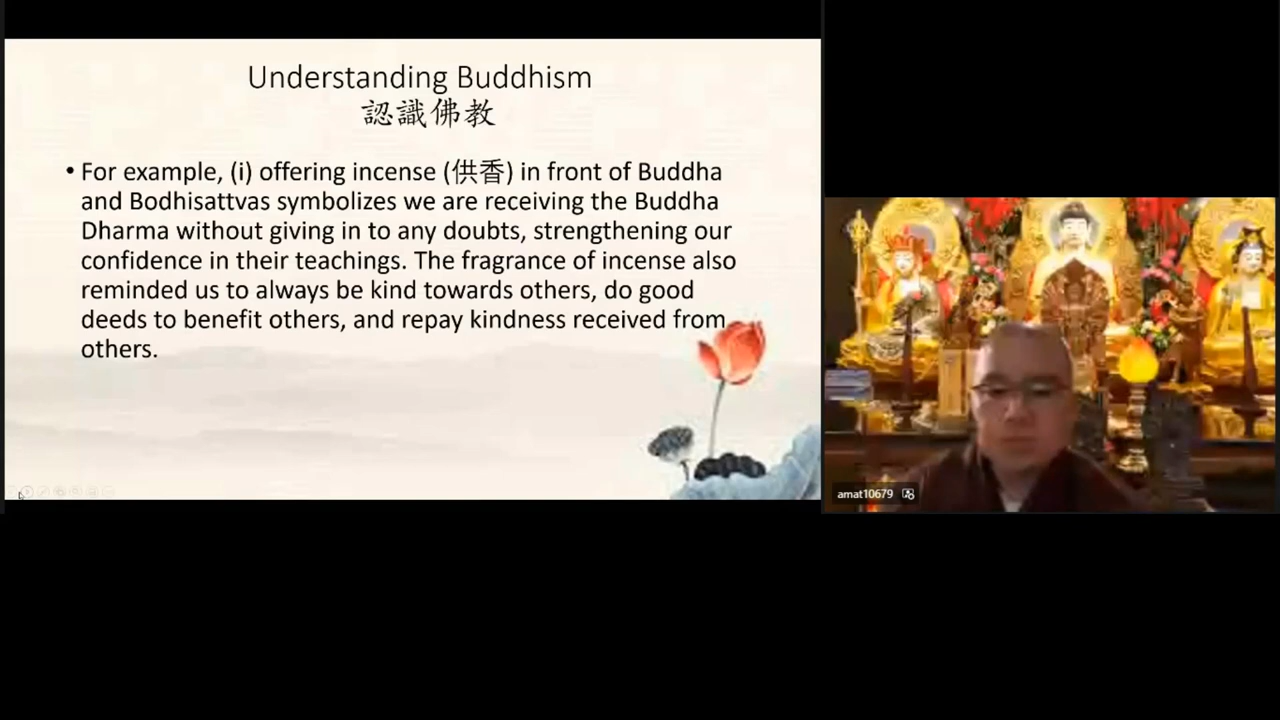 Understanding Buddhism
認識佛教
• For example, (i) offering incense (供香) in front of Buddha
and Bodhisattvas symbolizes we are receiving the Buddha
Dharma without giving in to any doubts, strengthening our
confidence in their teachings. The fragrance of incense also
reminded us to always be kind towards others, do good
deeds to benefit others, and repay kindness received from
others.
amat10679